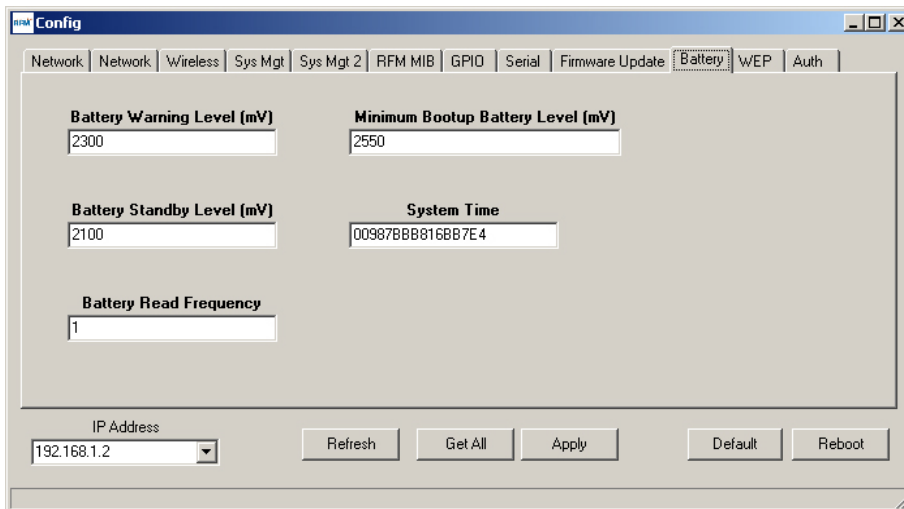 RFM Config
Network Network Wireless Sys Mgt Sys Mgt 2 RFM MIB GPIO Serial Firmware Update Battery WEP Auth
Battery Warning Level (mV) Minimum Bootup Battery Level (mV)
2300 2550
Battery Standby Level (mV) System Time
2100 00987BBB816BB7E4
Battery Read Frequency
1
IP Address
192.168.1.2 Refresh Get All Apply Default Reboot